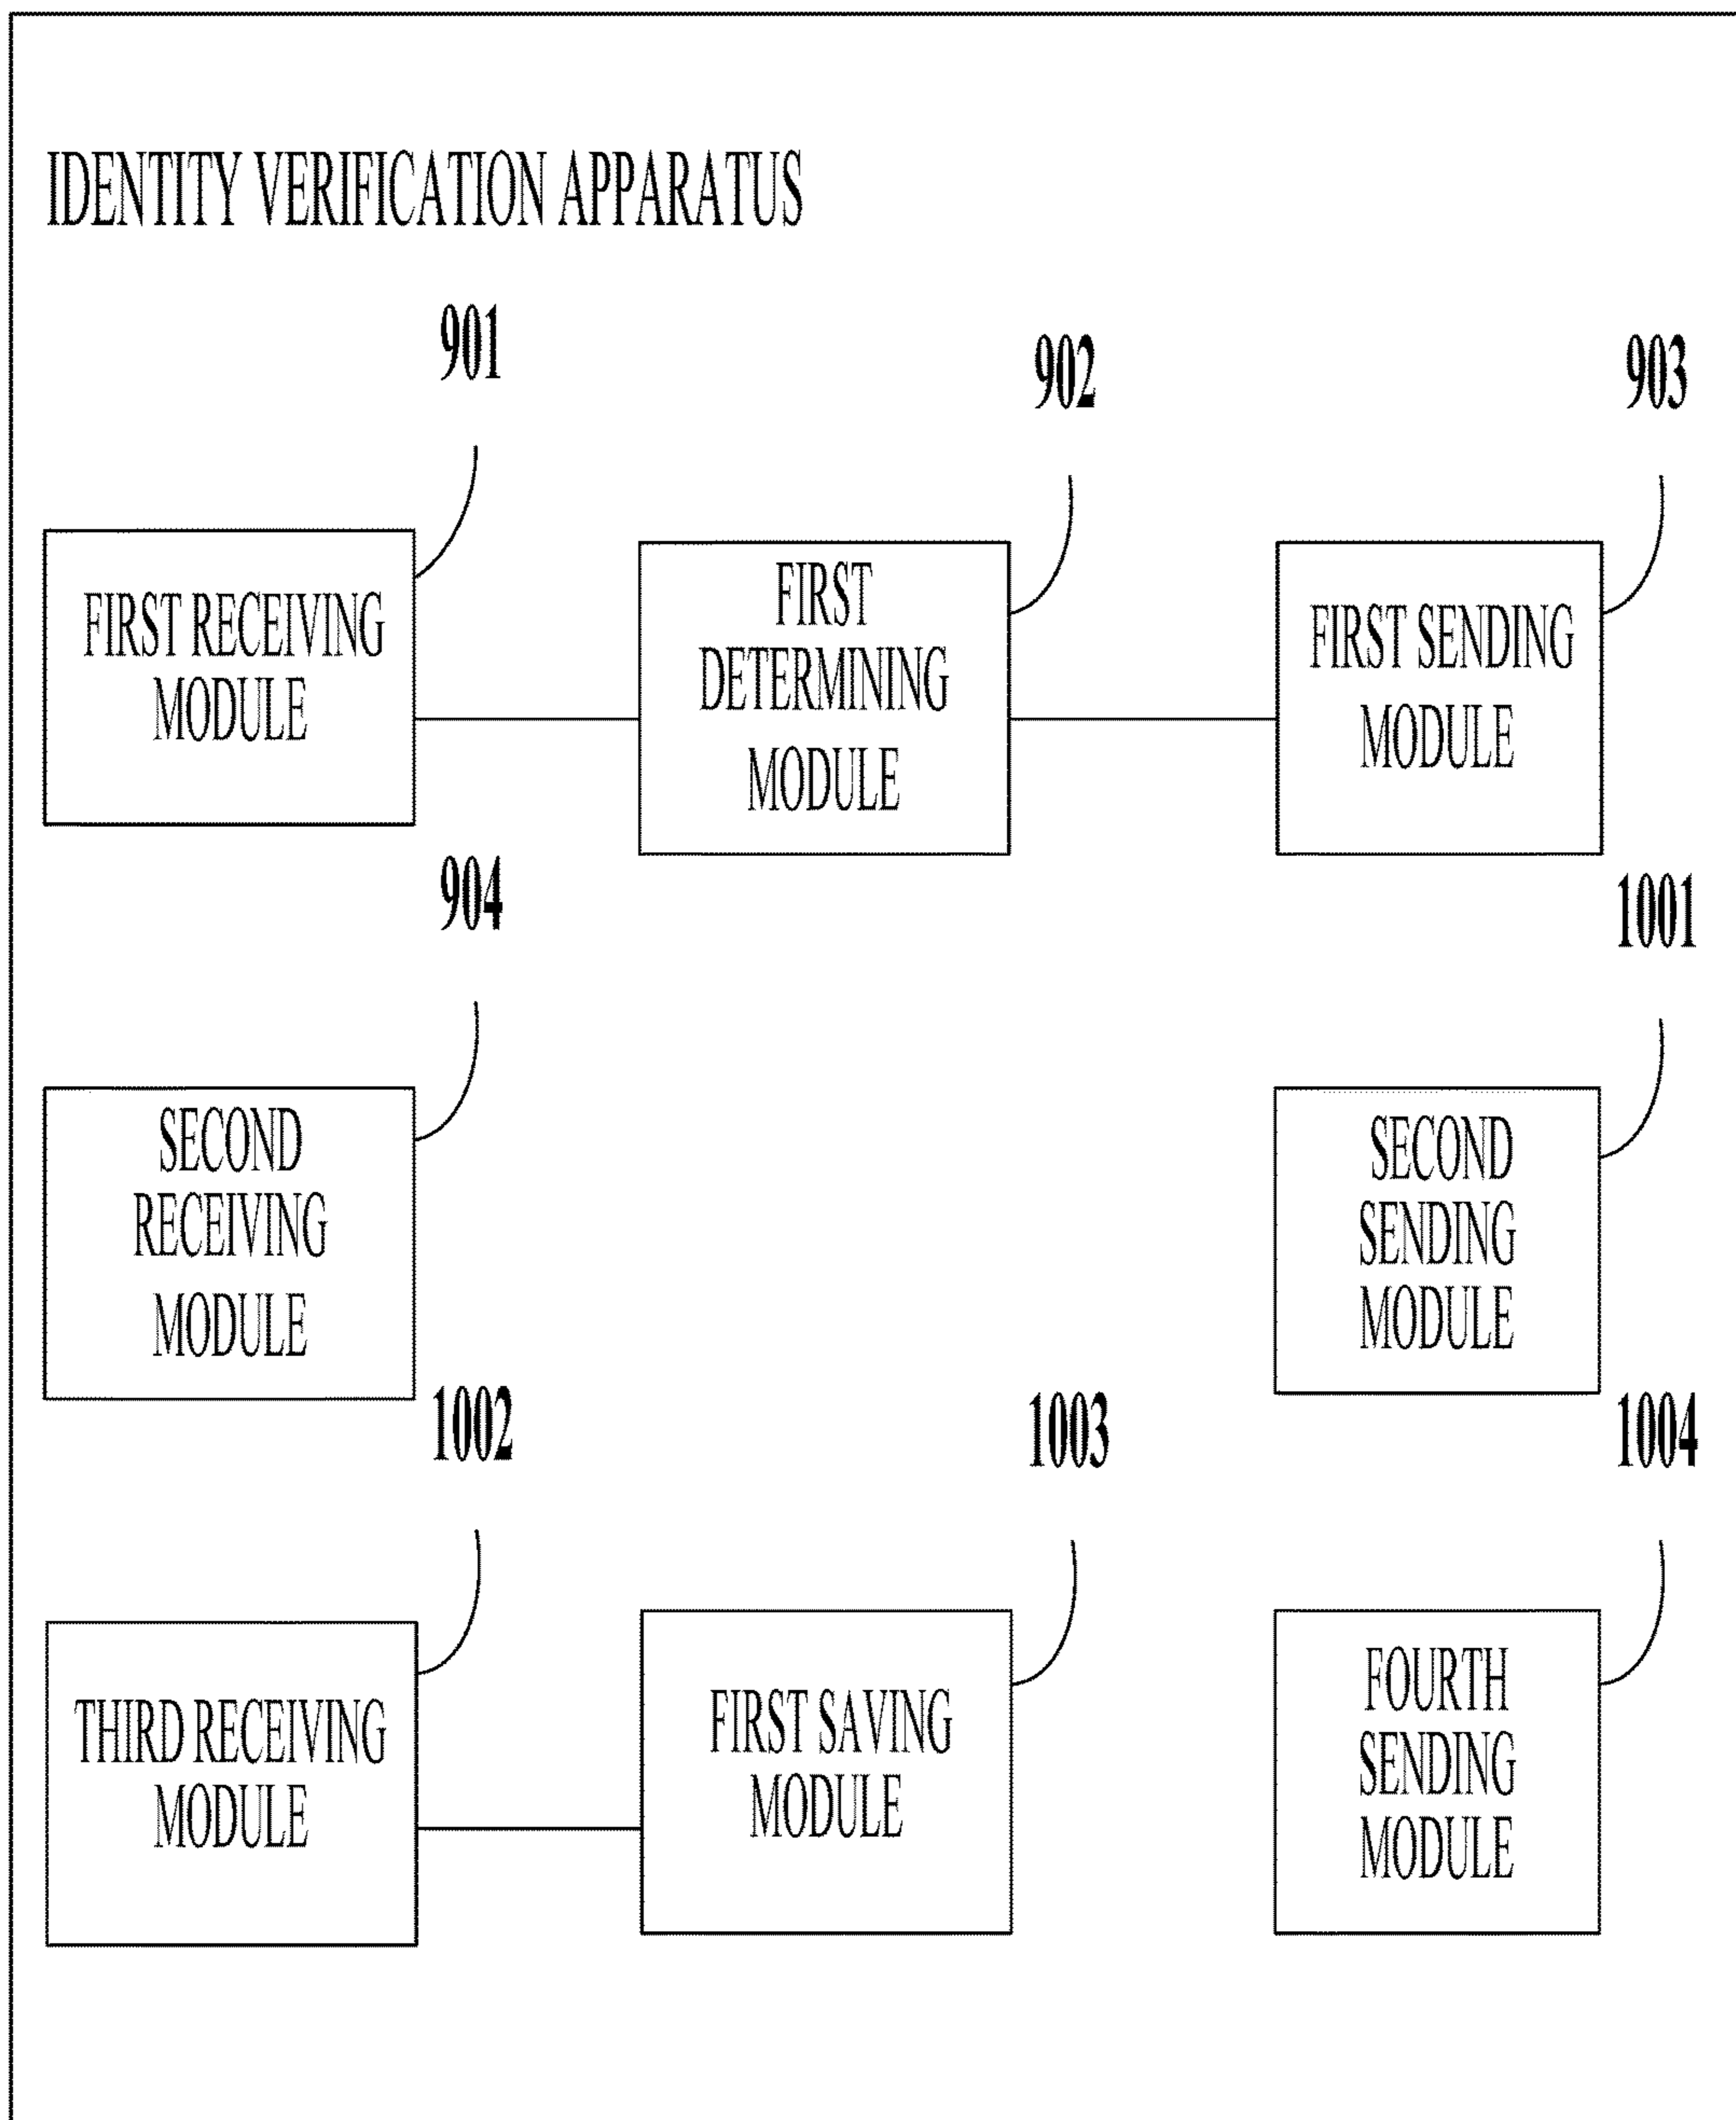 IDENTITY VERIFICATION APPARATUS
901
902
903
FIRST RECEIVING
MODULE
FIRST
DETERMINING
MODULE
FIRST SENDING
MODULE
904
1001
SECOND
RECEIVING
MODULE
SECOND
SENDING
MODULE
1002
1003
1004
THIRD RECEIVING
MODULE
FIRST SAVING
MODULE
FOURTH
SENDING
MODULE